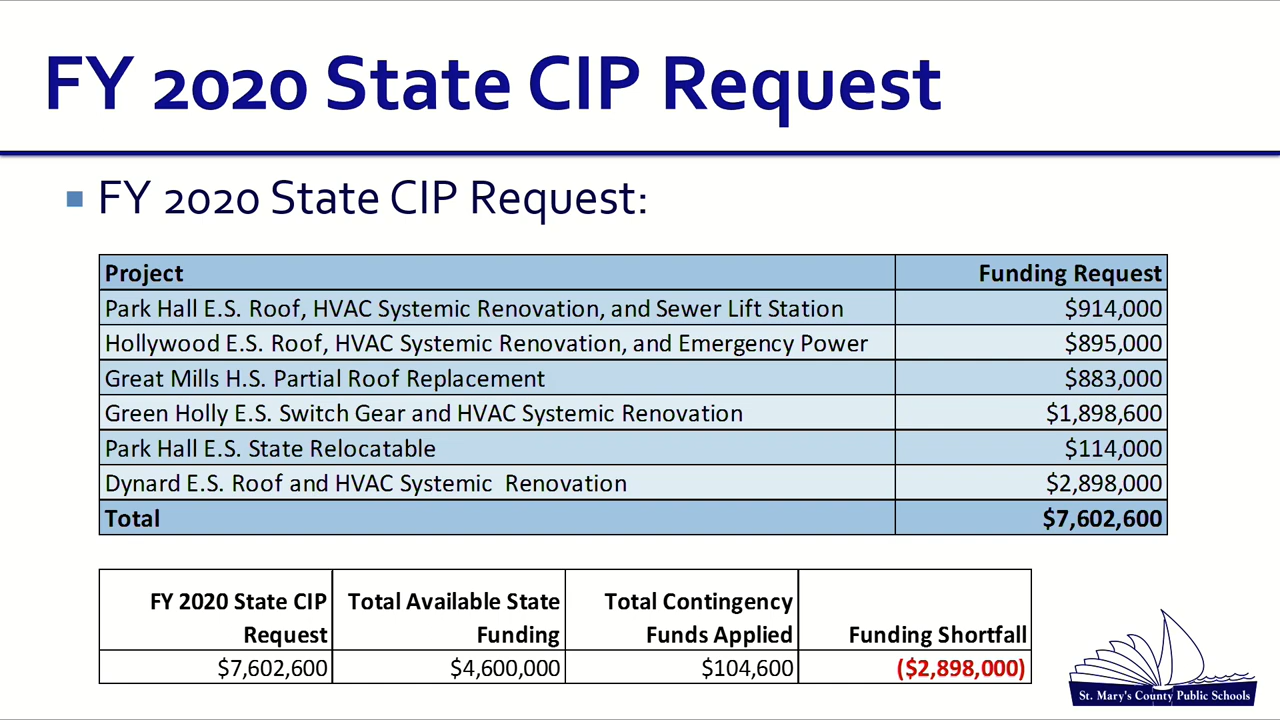 FY 2020 State CIP Request
FY 2020 State CIP Request:
Project Funding Request
Park Hall E.S. Roof, HVAC Systemic Renovation, and Sewer Lift Station $914,000
Hollywood E.S. Roof, HVAC Systemic Renovation, and Emergency Power $895,000
Great Mills H.S. Partial Roof Replacement $883,000
Green Holly E.S. Switch Gear and HVAC Systemic Renovation $1,898,600
Park Hall E.S. State Relocatable $114,000
Dynard E.S. Roof and HVAC Systemic Renovation $2,898,000
Total $7,602,600
FY 2020 State CIP Total Available State Total Contingency
Request Funding Funds Applied Funding Shortfall
$7,602,600 $4,600,000 $104,600 ($2,898,000)
St. Mary's County Public Schools